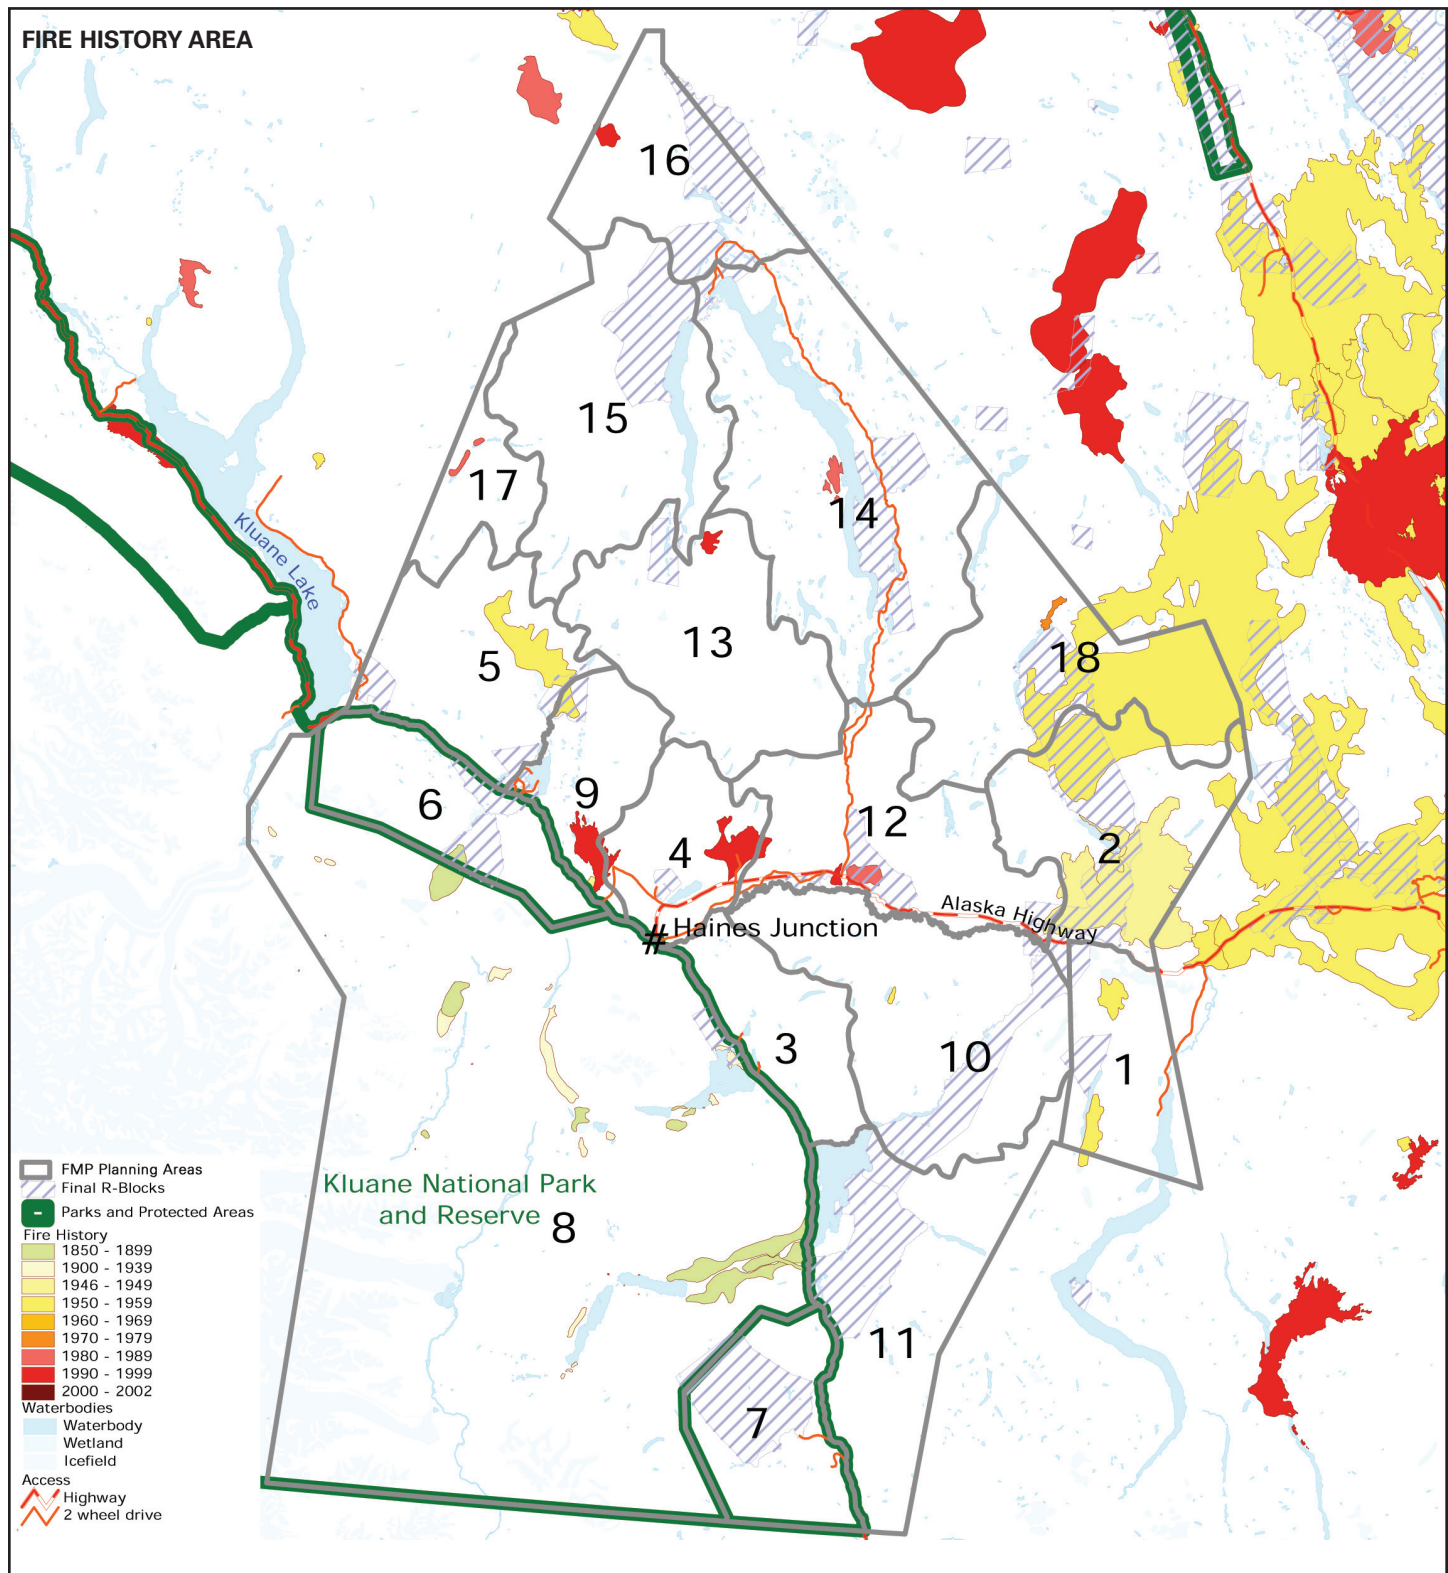 FIRE HISTORY AREA
16
15
17
14
Kluane Lake
13
5
18
6
9
12
4
2
Alaska Highway
# Haines Junction
3
10
1
Kluane National Park
and Reserve
8
11
7
FMP Planning Areas
Final R-Blocks
Parks and Protected Areas
Fire History
1850 - 1899
1900 - 1939
1946 - 1949
1950 - 1959
1960 - 1969
1970 - 1979
1980 - 1989
1990 - 1999
2000 - 2002
Waterbodies
Waterbody
Wetland
Icefield
Access
Highway
2 wheel drive